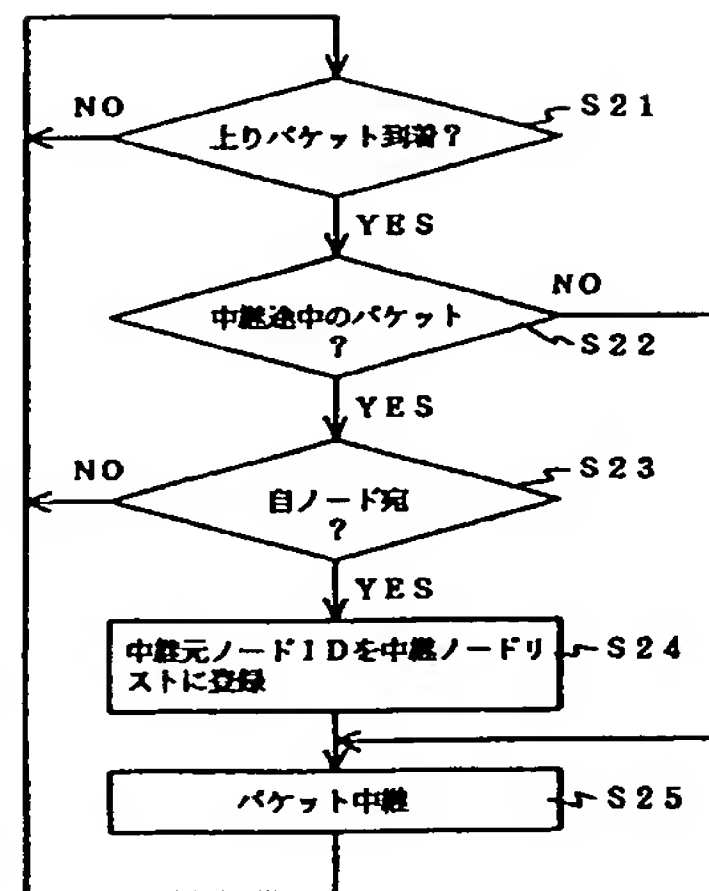 NO
上りパケット到着?
S21
YES
NO
中継途中のパケット
?
S22
YES
NO
自ノード宛
?
S23
YES
中継元ノードIDを中継ノードリ
ストに登録
S24
パケット中継
S25